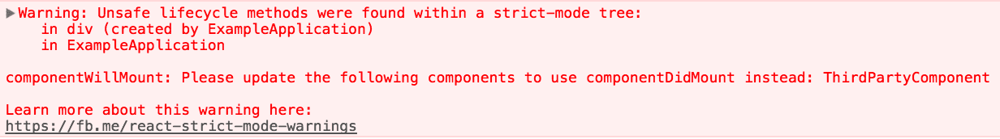 ▶Warning: Unsafe lifecycle methods were found within a strict-mode tree:
    in div (created by ExampleApplication)
    in ExampleApplication

componentWillMount: Please update the following components to use componentDidMount instead: ThirdPartyComponent

Learn more about this warning here:
https://fb.me/react-strict-mode-warnings